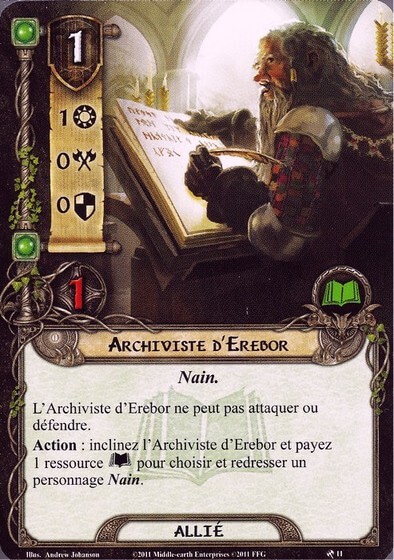 1
1
0
0
1
ARCHIVISTE D'EREBOR
Nain.
L'Archiviste d'Erebor ne peut pas attaquer ou
défendre.
Action : inclinez l'Archiviste d'Erebor et payez
1 ressource pour choisir et redresser un
personnage Nain.
ALLIÉ
Illus. Andrew Johanson ©2011 Middle-earth Enterprises ©2011 FFG 11